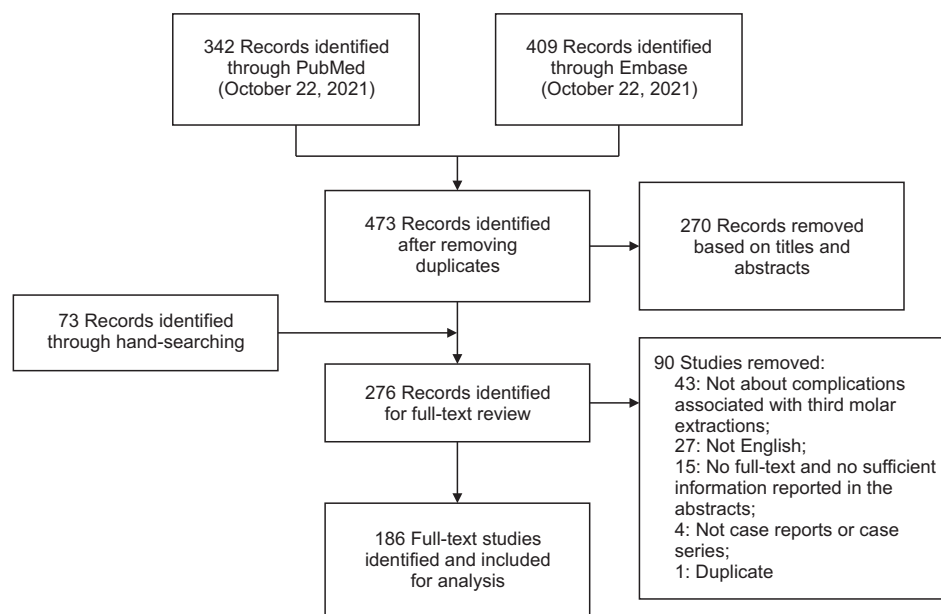 342 Records identified
through PubMed
(October 22, 2021)
409 Records identified
through Embase
(October 22, 2021)
473 Records identified
after removing
duplicates
270 Records removed
based on titles and
abstracts
73 Records identified
through hand-searching
276 Records identified
for full-text review
90 Studies removed:
43: Not about complications
associated with third molar
extractions;
27: Not English;
15: No full-text and no sufficient
information reported in the
abstracts;
4: Not case reports or case
series;
1: Duplicate
186 Full-text studies
identified and included
for analysis